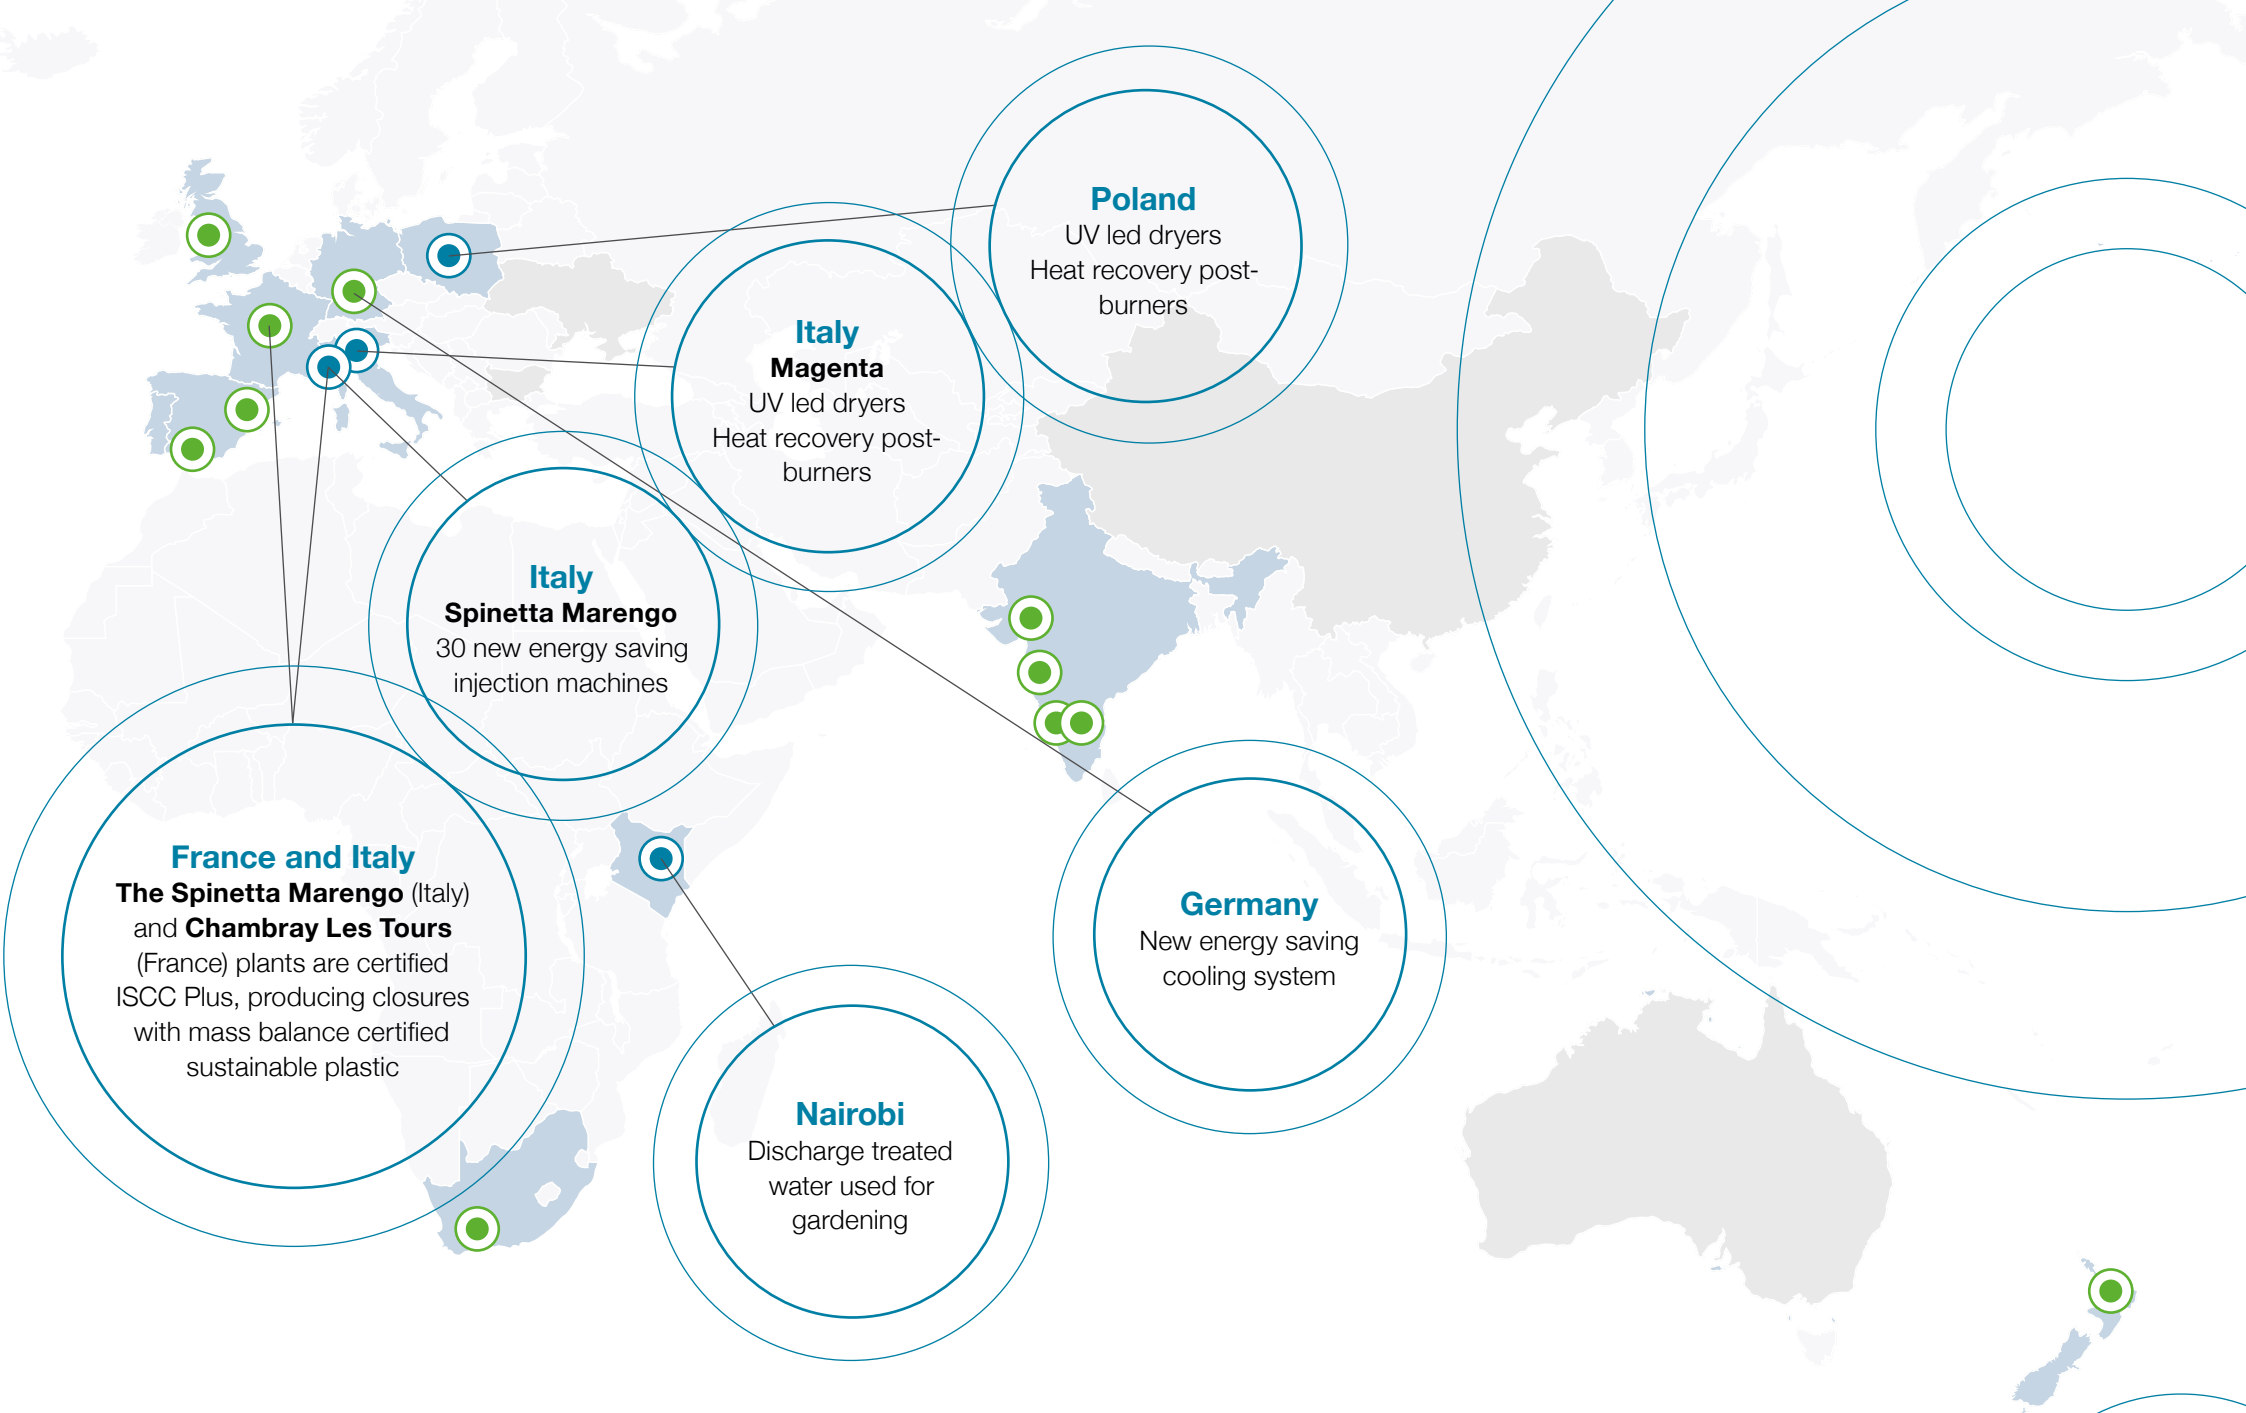 Poland
UV led dryers
Heat recovery post-
burners
Italy
Magenta
UV led dryers
Heat recovery post-
burners
Italy
Spinetta Marengo
30 new energy saving
injection machines
France and Italy
The Spinetta Marengo (Italy)
and Chambray Les Tours
(France) plants are certified
ISCC Plus, producing closures
with mass balance certified
sustainable plastic
Germany
New energy saving
cooling system
Nairobi
Discharge treated
water used for
gardening